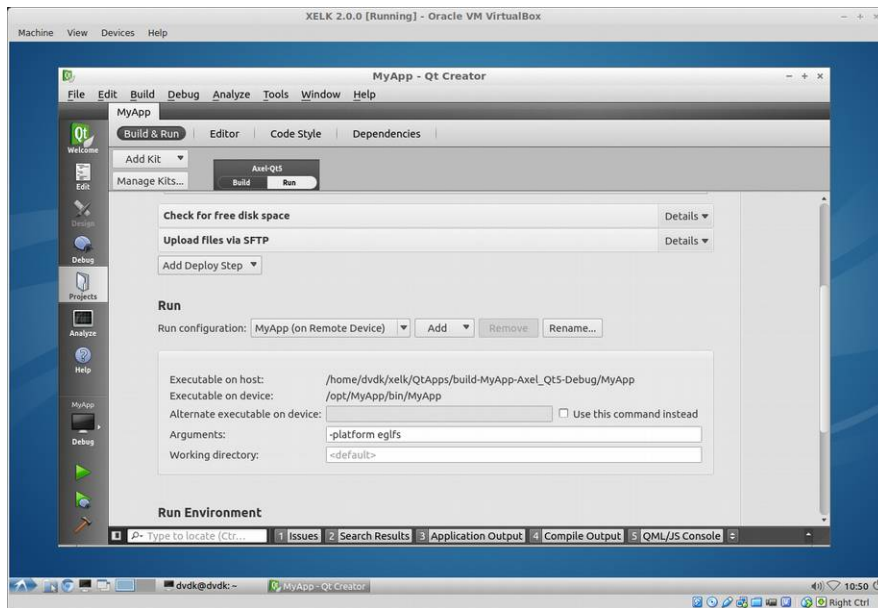 XELK 2.0.0 [Running] - Oracle VM VirtualBox
Machine View Devices Help
MyApp - Qt Creator
File Edit Build Debug Analyze Tools Window Help
MyApp
Build & Run Editor Code Style Dependencies
Welcome
Add Kit
Manage Kits...
Axel-Qt5
Build Run
Edit
Design
Debug
Projects
Analyze
Help
MyApp
Debug
Check for free disk space Details
Upload files via SFTP Details
Add Deploy Step
Run
Run configuration: MyApp (on Remote Device) Add Remove Rename...
Executable on host: /home/dvdk/xelk/QtApps/build-MyApp-Axel_Qt5-Debug/MyApp
Executable on device: /opt/MyApp/bin/MyApp
Alternate executable on device: Use this command instead
Arguments: -platform eglfs
Working directory: <default>
Run Environment
Type to locate (Ctr... 1 Issues 2 Search Results 3 Application Output 4 Compile Output 5 QML/JS Console
dvdk@dvdk: ~ MyApp - Qt Creator 10:50
Right Ctrl